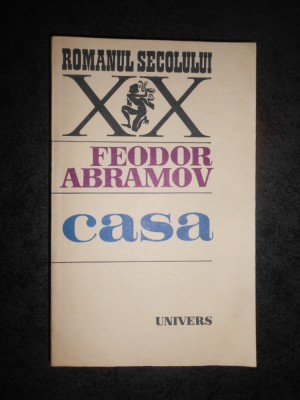 ROMANUL SECOLULUI
XX
FEODOR
ABRAMOV
casa
UNIVERS